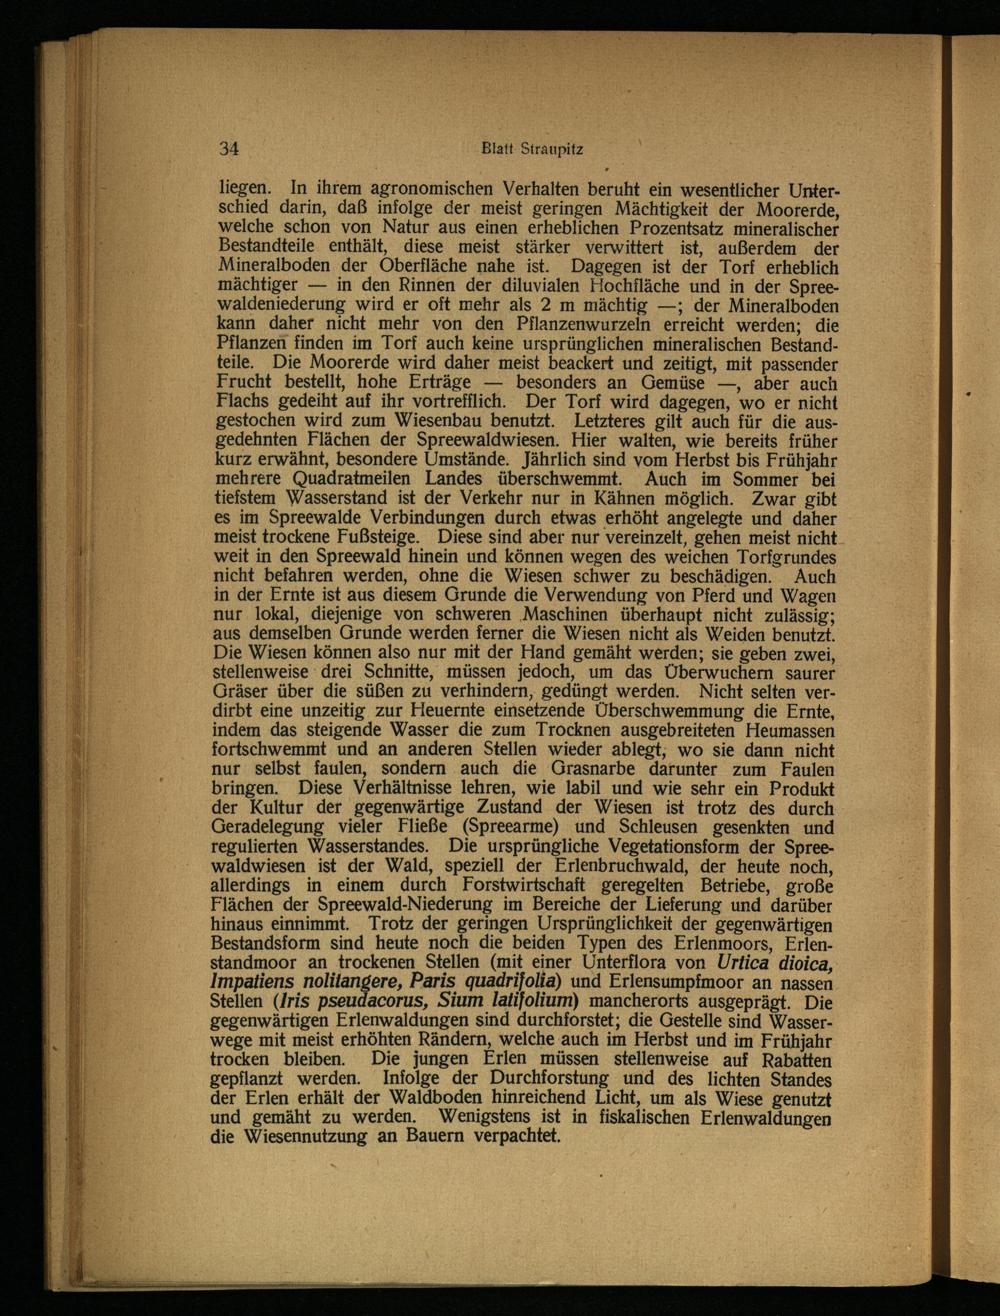 34
Blatt Straupitz
liegen. In ihrem agronomischen Verhalten beruht ein wesentlicher Unter-
schied darin, daß infolge der meist geringen Mächtigkeit der Moorerde,
welche schon von Natur aus einen erheblichen Prozentsatz mineralischer
Bestandteile enthält, diese meist stärker verwittert ist, außerdem der
Mineralboden der Oberfläche nahe ist. Dagegen ist der Torf erheblich
mächtiger — in den Rinnen der diluvialen Hochfläche und in der Spree-
waldeniederung wird er oft mehr als 2 m mächtig —; der Mineralboden
kann daher nicht mehr von den Pflanzenwurzeln erreicht werden; die
Pflanzen finden im Torf auch keine ursprünglichen mineralischen Bestand-
teile. Die Moorerde wird daher meist beackert und zeitigt, mit passender
Frucht bestellt, hohe Erträge — besonders an Gemüse —, aber auch
Flachs gedeiht auf ihr vortrefflich. Der Torf wird dagegen, wo er nicht
gestochen wird zum Wiesenbau benutzt. Letzteres gilt auch für die aus-
gedehnten Flächen der Spreewaldwiesen. Hier walten, wie bereits früher
kurz erwähnt, besondere Umstände. Jährlich sind vom Herbst bis Frühjahr
mehrere Quadratmeilen Landes überschwemmt. Auch im Sommer bei
tiefstem Wasserstand ist der Verkehr nur in Kähnen möglich. Zwar gibt
es im Spreewalde Verbindungen durch etwas erhöht angelegte und daher
meist trockene Fußsteige. Diese sind aber nur vereinzelt, gehen meist nicht
weit in den Spreewald hinein und können wegen des weichen Torfgrundes
nicht befahren werden, ohne die Wiesen schwer zu beschädigen. Auch
in der Ernte ist aus diesem Grunde die Verwendung von Pferd und Wagen
nur lokal, diejenige von schweren Maschinen überhaupt nicht zulässig;
aus demselben Grunde werden ferner die Wiesen nicht als Weiden benutzt.
Die Wiesen können also nur mit der Hand gemäht werden; sie geben zwei,
stellenweise drei Schnitte, müssen jedoch, um das Überwuchern saurer
Gräser über die süßen zu verhindern, gedüngt werden. Nicht selten ver-
dirbt eine unzeitig zur Heuernte einsetzende Überschwemmung die Ernte,
indem das steigende Wasser die zum Trocknen ausgebreiteten Heumassen
fortschwemmt und an anderen Stellen wieder ablegt, wo sie dann nicht
nur selbst faulen, sondern auch die Grasnarbe darunter zum Faulen
bringen. Diese Verhältnisse lehren, wie labil und wie sehr ein Produkt
der Kultur der gegenwärtige Zustand der Wiesen ist trotz des durch
Geradelegung vieler Fließe (Spreearme) und Schleusen gesenkten und
regulierten Wasserstandes. Die ursprüngliche Vegetationsform der Spree-
waldwiesen ist der Wald, speziell der Erlenbruchwald, der heute noch,
allerdings in einem durch Forstwirtschaft geregelten Betriebe, große
Flächen der Spreewald-Niederung im Bereiche der Lieferung und darüber
hinaus einnimmt. Trotz der geringen Ursprünglichkeit der gegenwärtigen
Bestandsform sind heute noch die beiden Typen des Erlenmoors, Erlen-
standmoor an trockenen Stellen (mit einer Unterflora von Urtica dioica,
Impatiens nolitangere, Paris quadrifolia) und Erlensumpfmoor an nassen
Stellen (Iris pseudacorus, Sium latifolium) mancherorts ausgeprägt. Die
gegenwärtigen Erlenwaldungen sind durchforstet; die Gestelle sind Wasser-
wege mit meist erhöhten Rändern, welche auch im Herbst und im Frühjahr
trocken bleiben. Die jungen Erlen müssen stellenweise auf Rabatten
gepflanzt werden. Infolge der Durchforstung und des lichten Standes
der Erlen erhält der Waldboden hinreichend Licht, um als Wiese genutzt
und gemäht zu werden. Wenigstens ist in fiskalischen Erlenwaldungen
die Wiesennutzung an Bauern verpachtet.